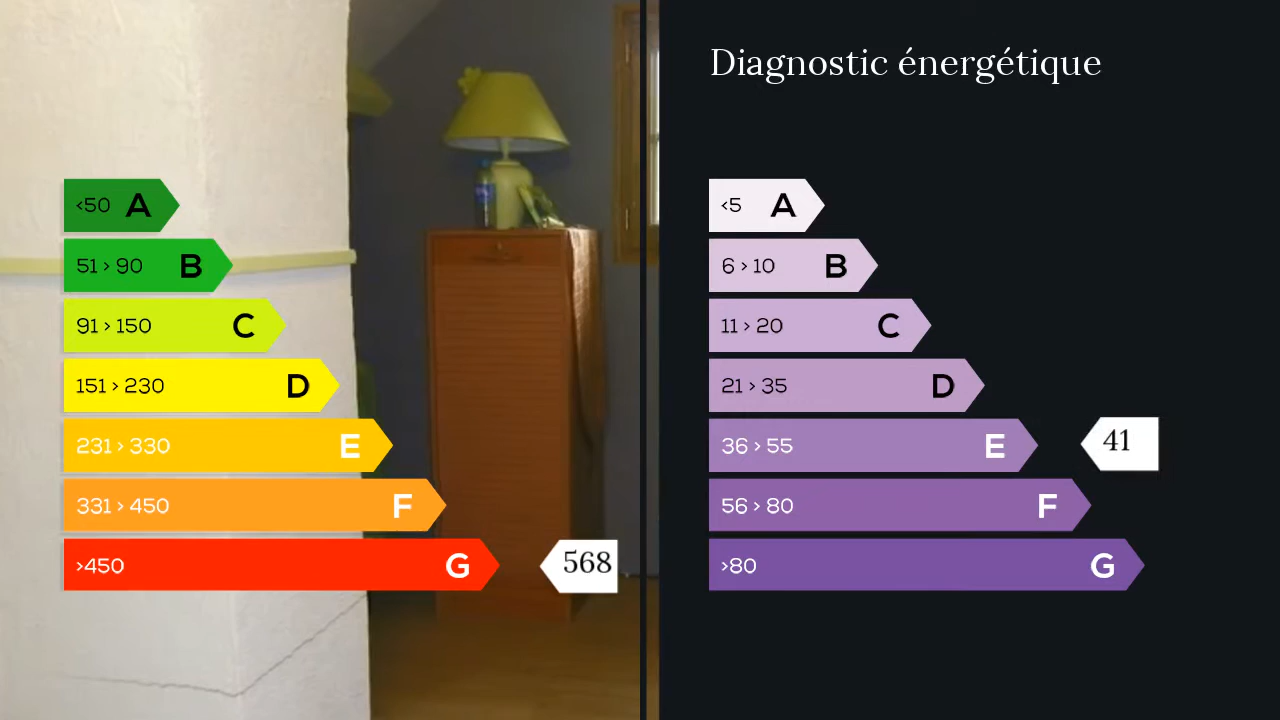 Diagnostic énergétique
<50 A
51 > 90 B
91 > 150 C
151 > 230 D
231 > 330 E
331 > 450 F
>450 G
568
<5 A
6 > 10 B
11 > 20 C
21 > 35 D
36 > 55 E
41
56 > 80 F
>80 G